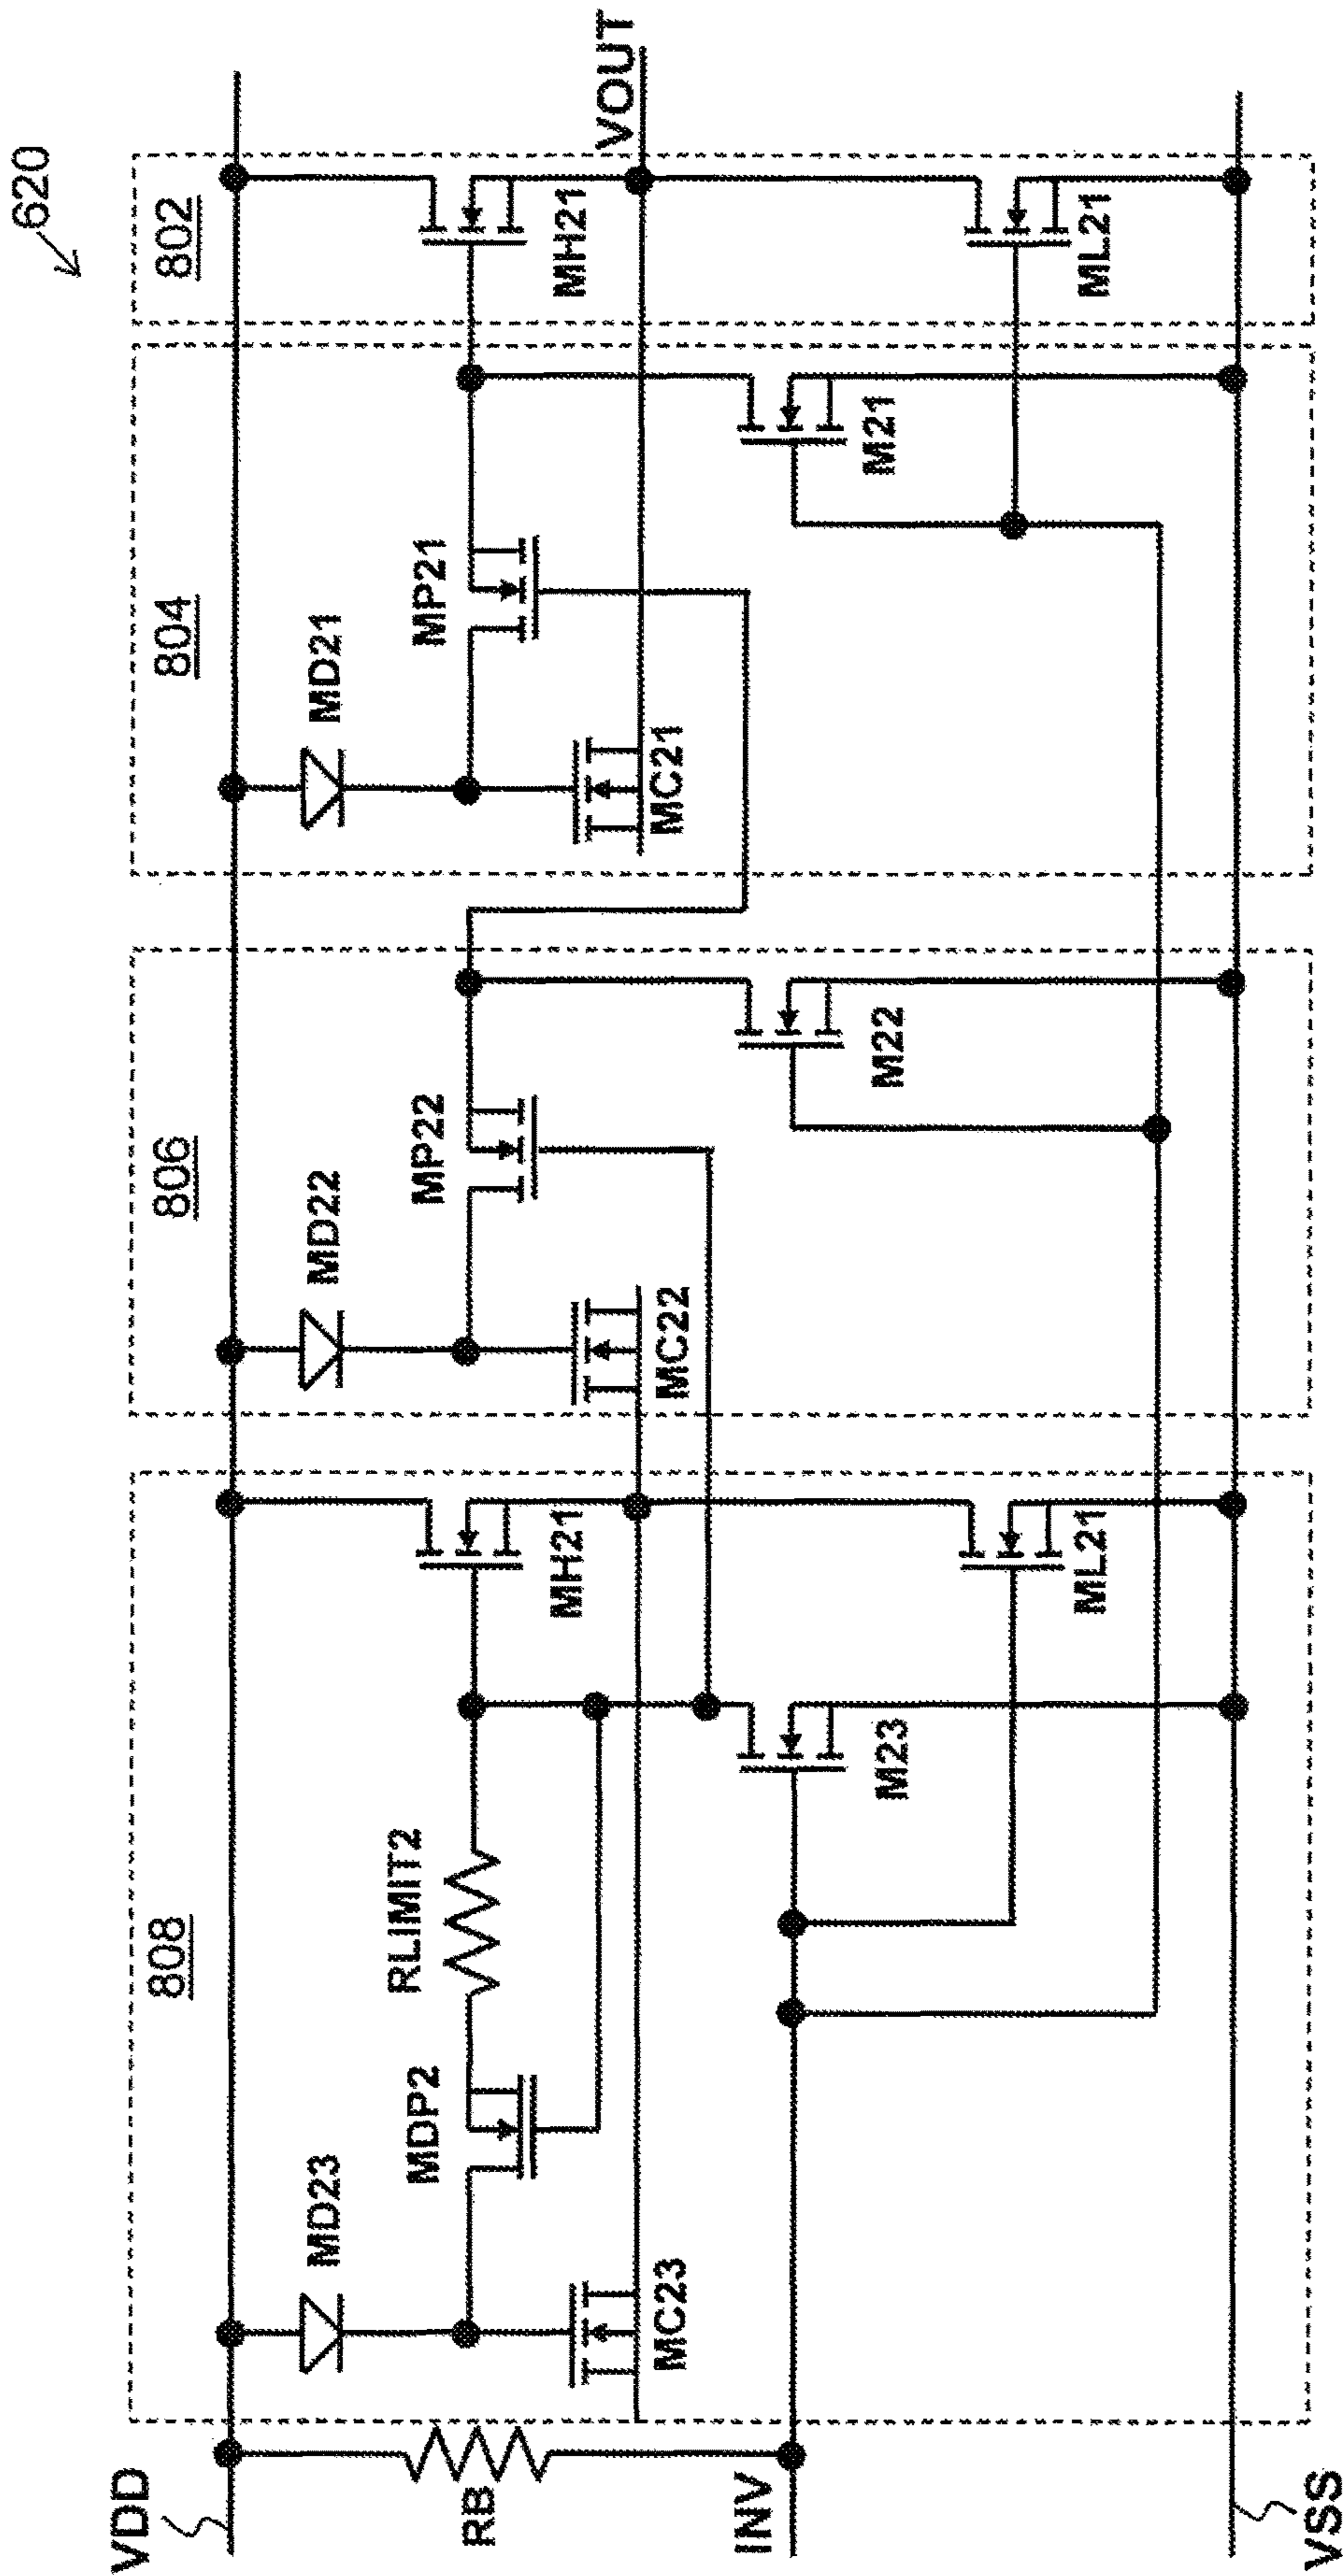 620
VDD
VSS
INV
RB
VOUT
808
MD23
MC23
MDP2
RLIMIT2
MH21
M23
ML21
806
MD22
MC22
MP22
M22
804
MD21
MC21
MP21
M21
802
MH21
ML21